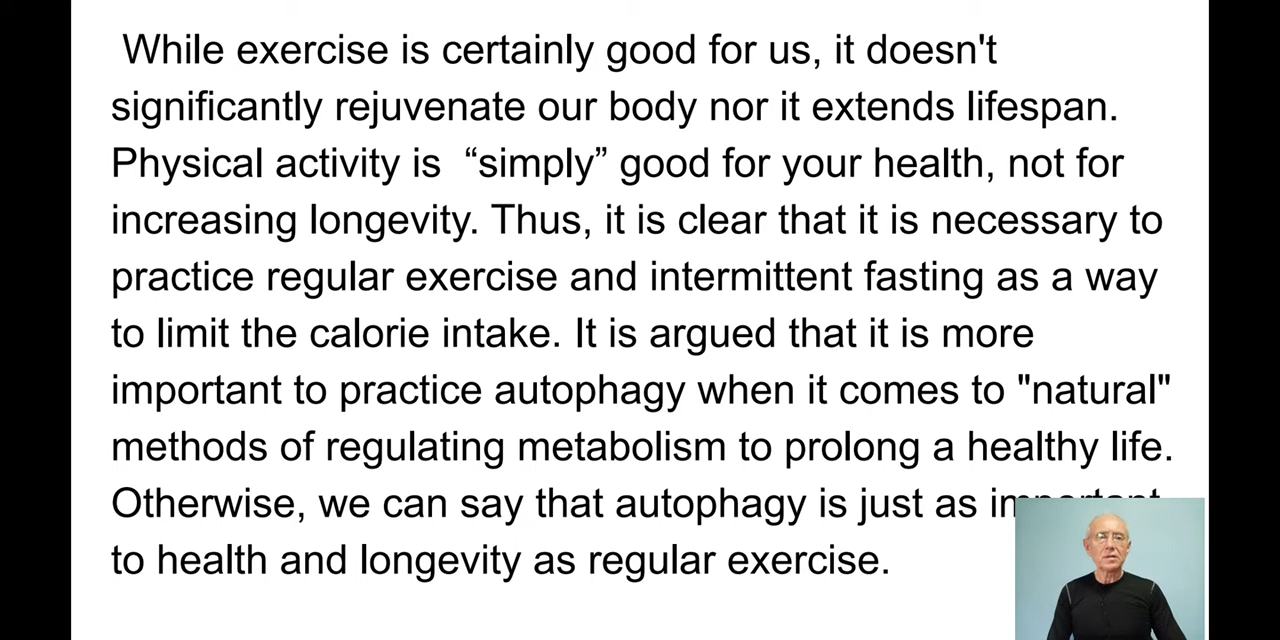 While exercise is certainly good for us, it doesn't
significantly rejuvenate our body nor it extends lifespan.
Physical activity is “simply” good for your health, not for
increasing longevity. Thus, it is clear that it is necessary to
practice regular exercise and intermittent fasting as a way
to limit the calorie intake. It is argued that it is more
important to practice autophagy when it comes to "natural"
methods of regulating metabolism to prolong a healthy life.
Otherwise, we can say that autophagy is just as important
to health and longevity as regular exercise.